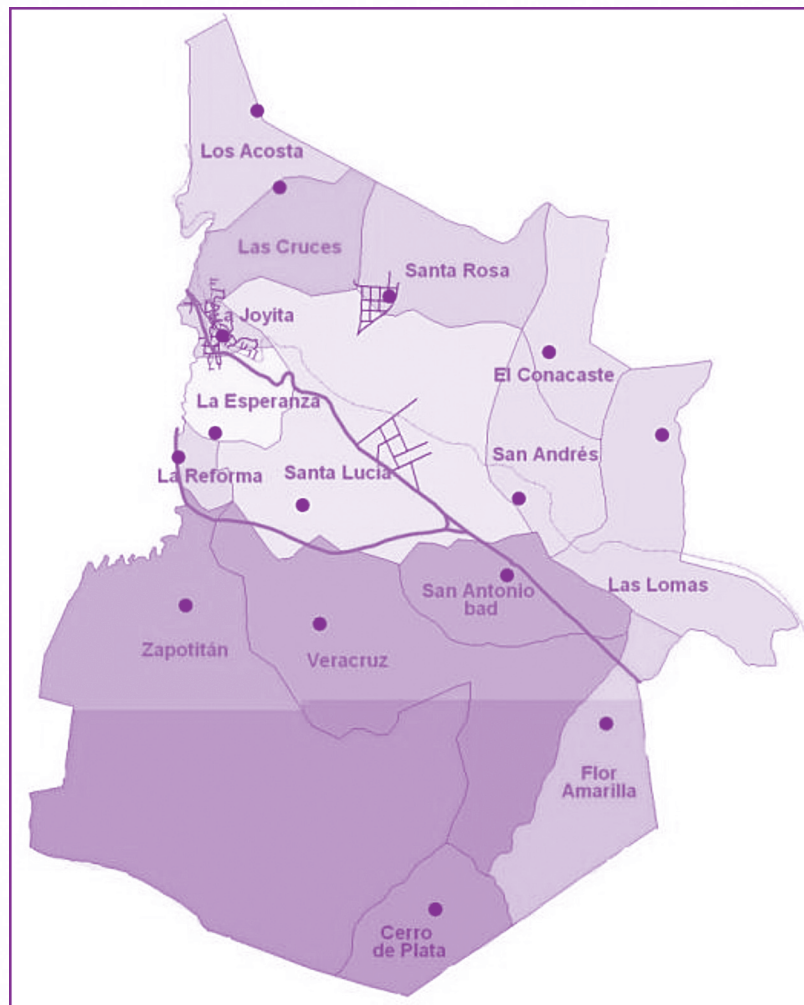 Los Acosta
Las Cruces
Santa Rosa
La Joyita
El Conacaste
La Esperanza
San Andrés
La Reforma
Santa Lucia
Las Lomas
San Antonio
bad
Zapotitán
Veracruz
Flor
Amarilla
Cerro
de Plata